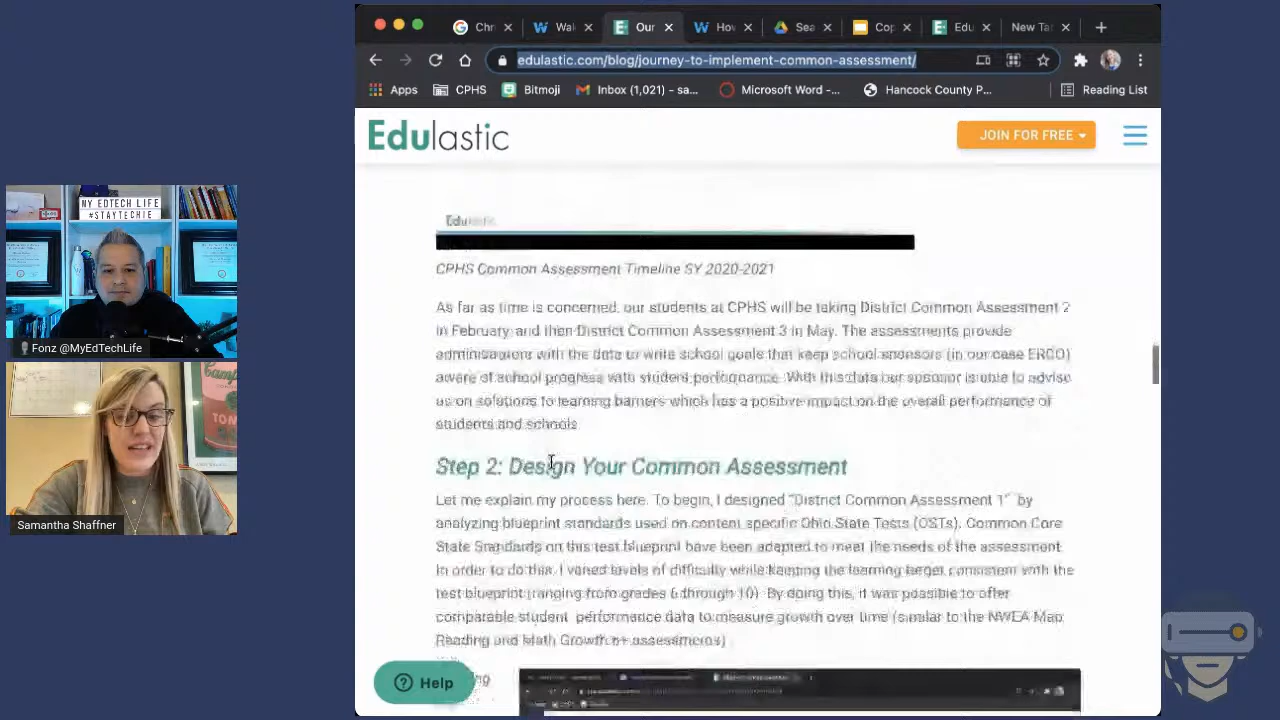 Chr
Wak
Our
How
Sea
Cop
Edu
New Ta
edulastic.com/blog/journey-to-implement-common-assessment/
Apps
CPHS
Bitmoji
Inbox (1,021) – sa...
Microsoft Word -...
Hancock County P...
Reading List
Edulastic
JOIN FOR FREE
Edulastic
CPHS Common Assessment Timeline SY 2020-2021
As far as time is concerned, our students at CPHS will be taking District Common Assessment 2
in February and then District Common Assessment 3 in May. The assessments provide
administrators with the data to write school goals that keep school sponsors (in our case ERCO)
aware of school progress with student performance. With this data our sponsor is able to advise
us on solutions to learning barriers which has a positive impact on the overall performance of
students and schools
Step 2: Design Your Common Assessment
Let me explain my process here. To begin, I designed "District Common Assessment 1" by
analyzing blueprint standards used on content specific Ohio State Tests (OSTs). Common Core
State Standards on this test blueprint have been adapted to meet the needs of the assessment
In order to do this, I varied levels of difficulty while keeping the learning target consistent with the
test blueprint (ranging from grades 6 through 10). By doing this, it was possible to offer
comparable student performance data to measure growth over time (similar to the NWEA Map
Reading and Math Growth 6+ assessments)
Help
MY EDTECH LIFE
#STAYTECHIE
Fonz @MyEdTechLife
Campb
TOM
Samantha Shaffner